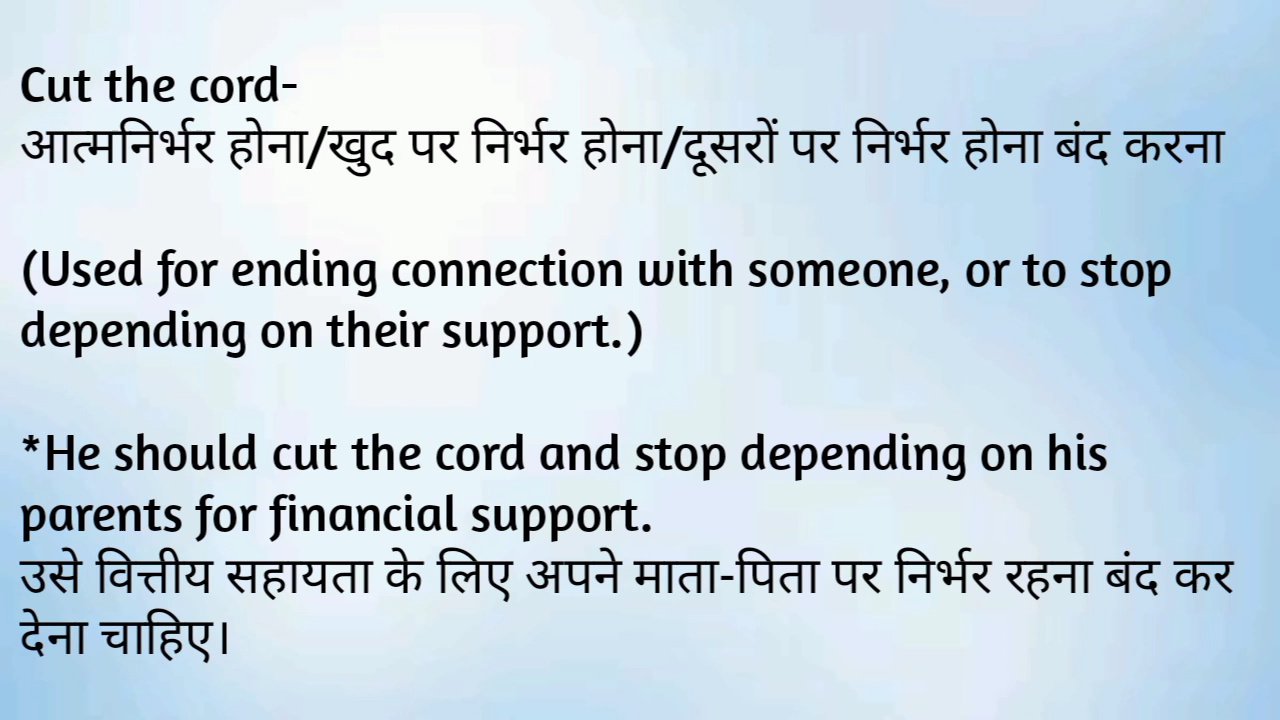 Cut the cord-
आत्मनिर्भर होना/खुद पर निर्भर होना/दूसरों पर निर्भर होना बंद करना
(Used for ending connection with someone, or to stop
depending on their support.)
*He should cut the cord and stop depending on his
parents for financial support.
उसे वित्तीय सहायता के लिए अपने माता-पिता पर निर्भर रहना बंद कर
देना चाहिए।